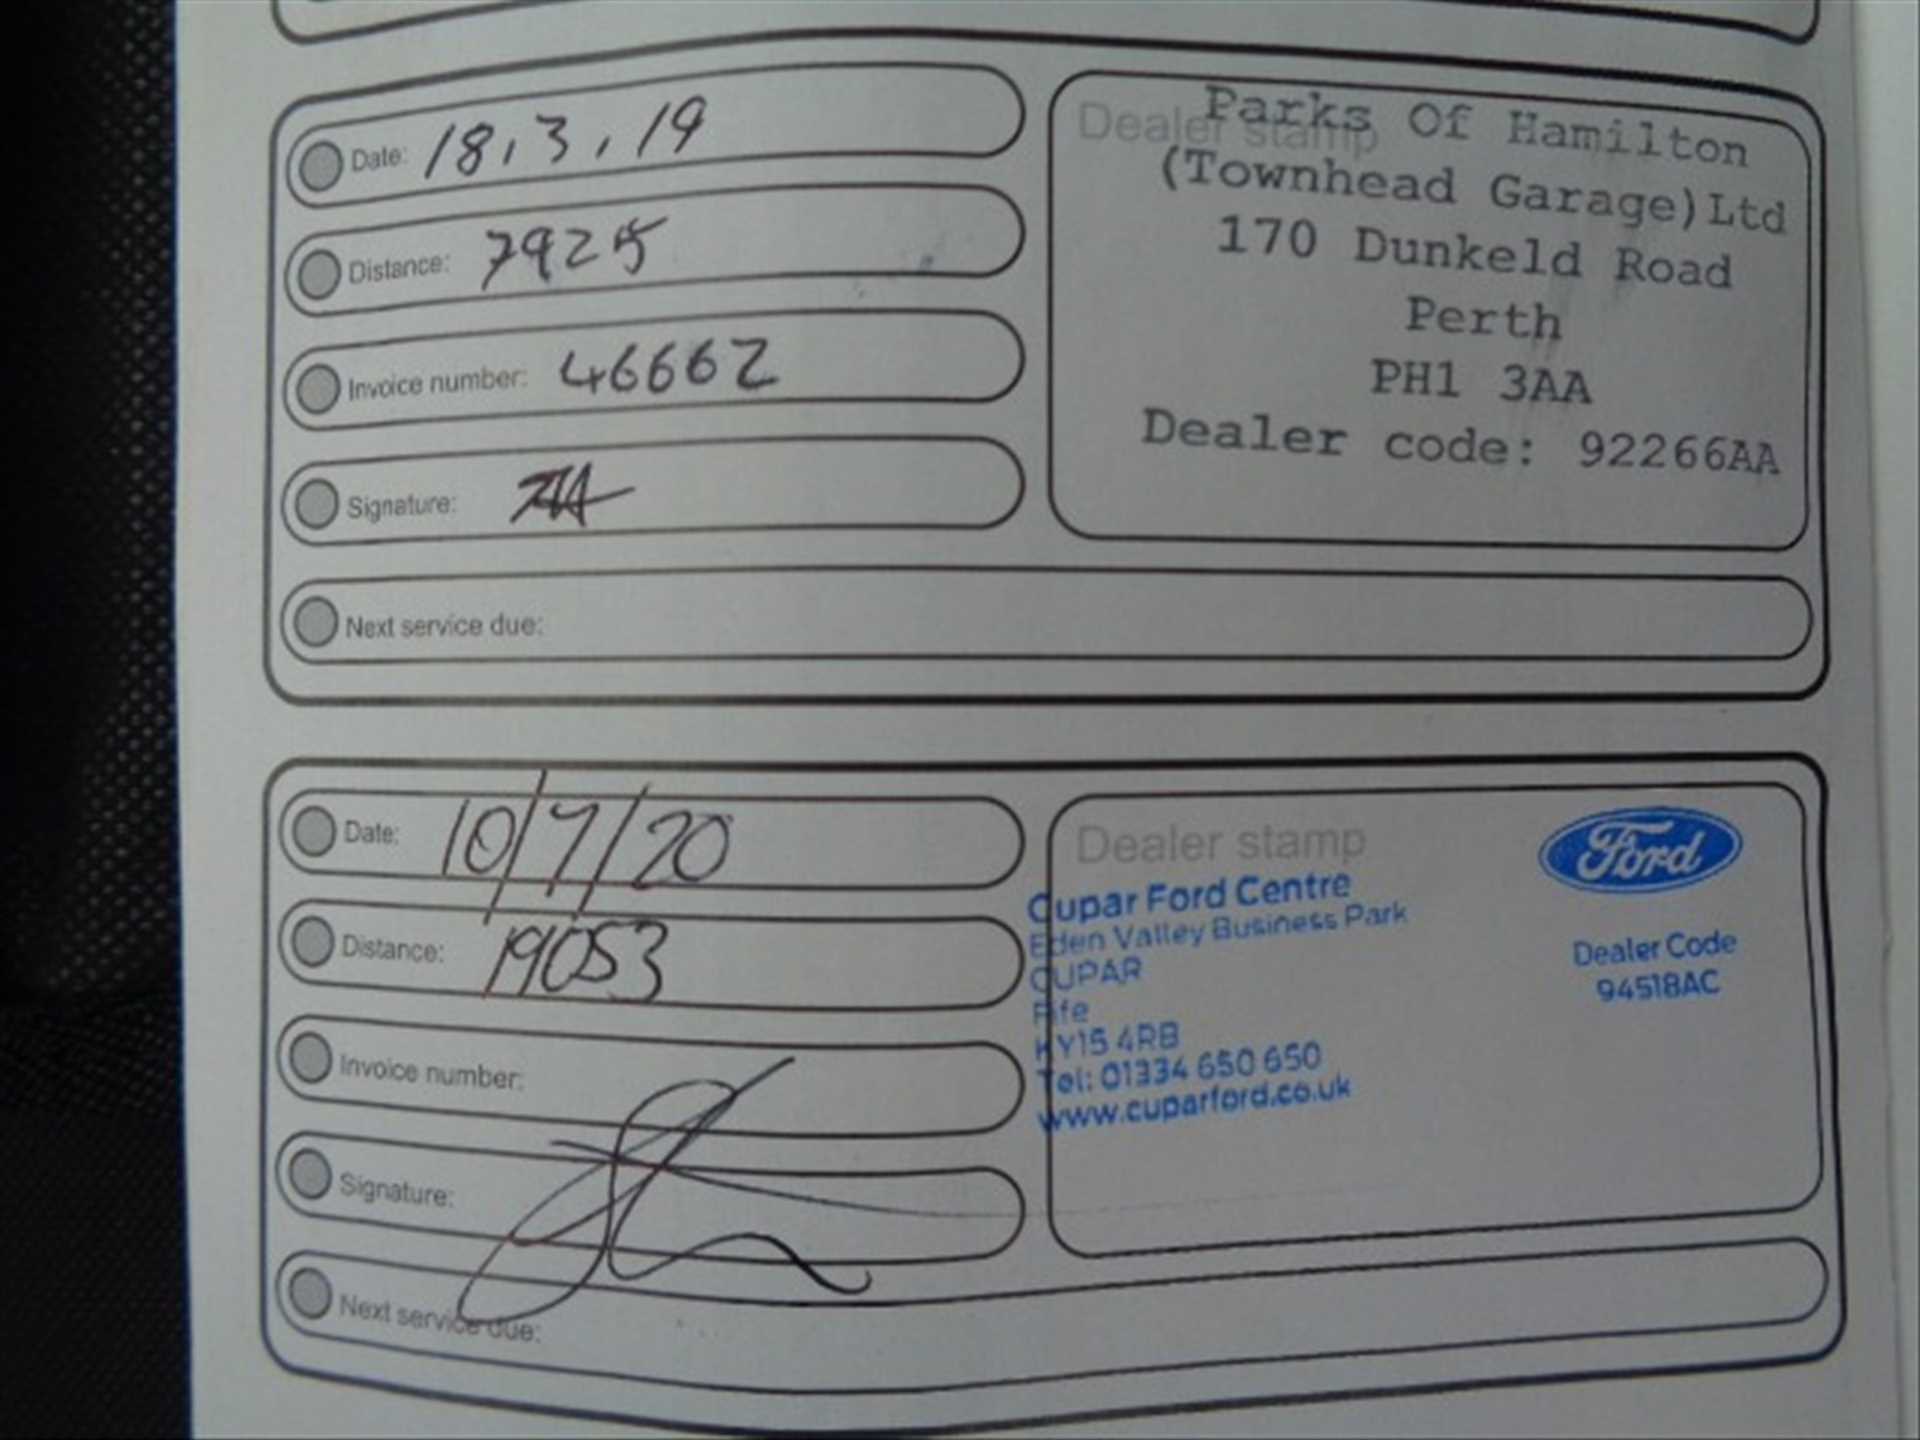 Date: 18,3,19
Distance: 7925
Invoice number: 46662
Signature:
Next service due:
Dealer stamp
Parks Of Hamilton
(Townhead Garage)Ltd
170 Dunkeld Road
Perth
PH1 3AA
Dealer code: 92266AA
Date: 10/7/20
Distance: 19053
Invoice number:
Signature:
Next service due:
Dealer stamp
Cupar Ford Centre
Eden Valley Business Park
CUPAR
Fife
KY15 4RB
Tel: 01334 650 650
www.cuparford.co.uk
Ford
Dealer Code
94518AC